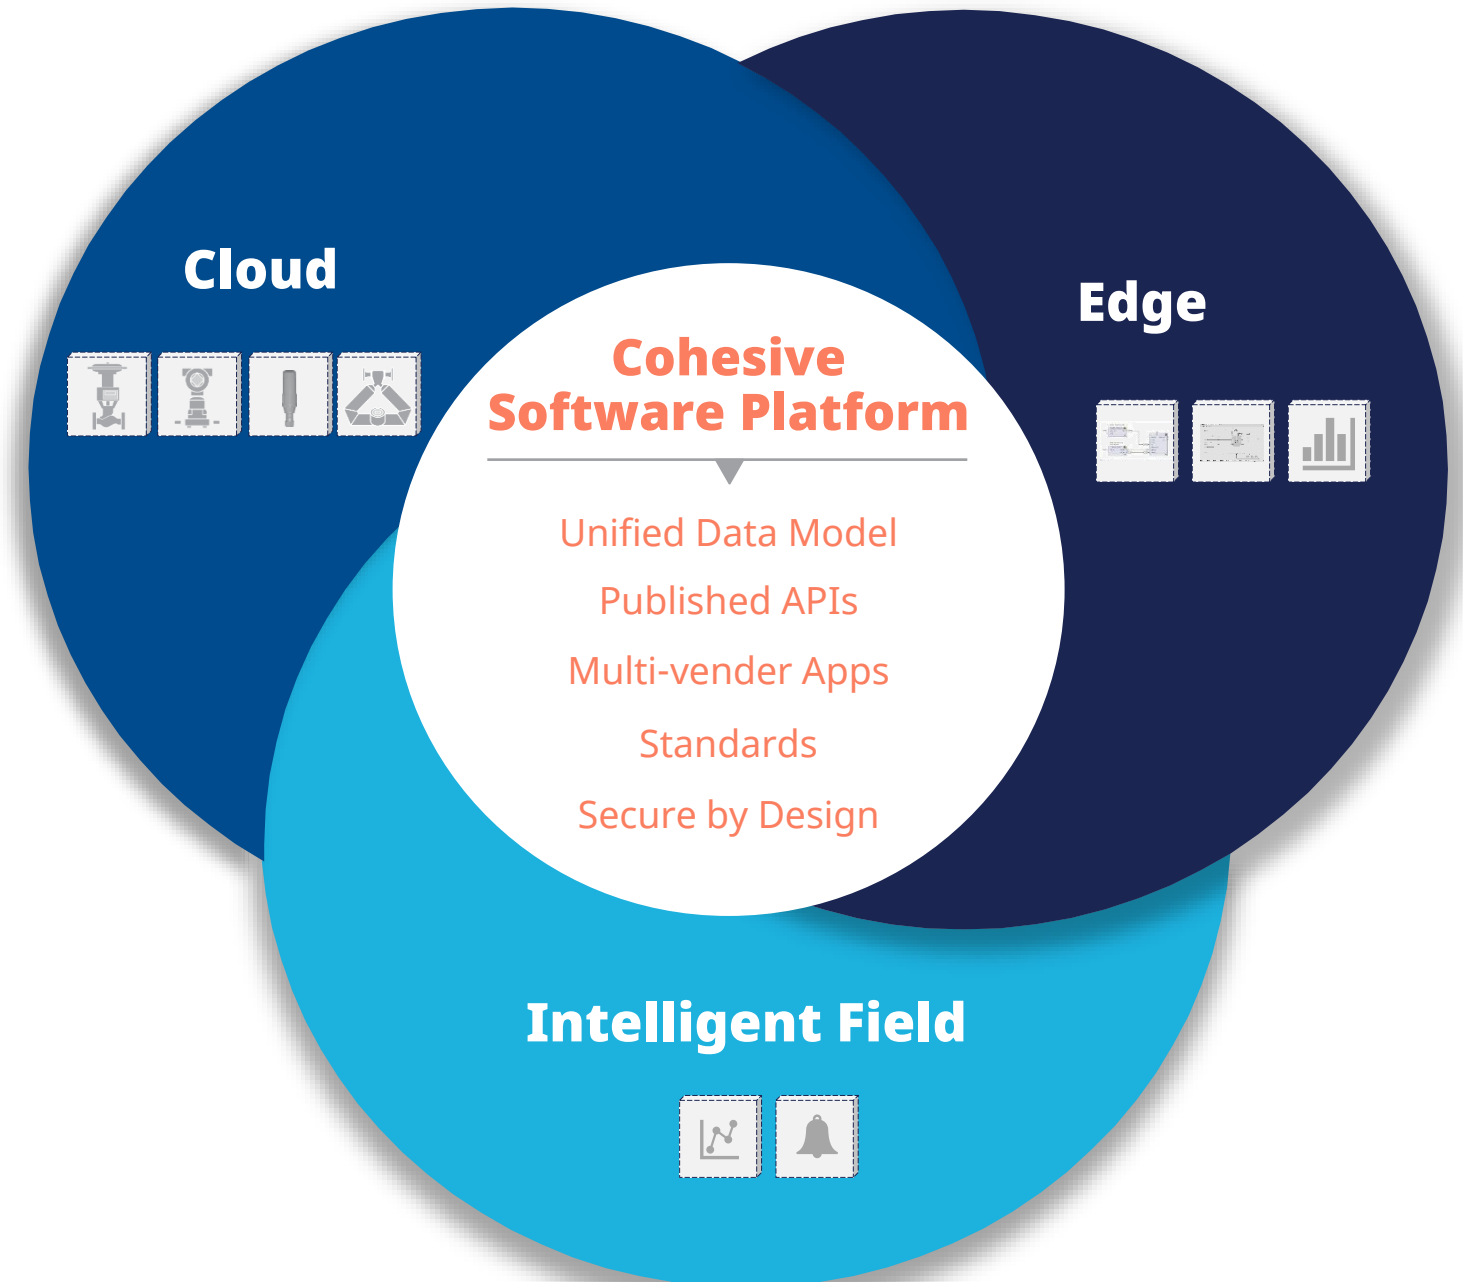 Cloud
Edge
Cohesive
Software Platform
Unified Data Model
Published APIs
Multi-vender Apps
Standards
Secure by Design
Intelligent Field